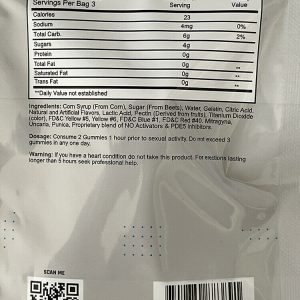 Servings Per Bag 3
Serving
Value
Calories 23
Sodium 4mg 0%
Total Carb. 6g 2%
Sugars 4g
Protein 0g
Total Fat 0g **
Saturated Fat 0g **
Trans Fat 0g **
**Daily Value not established
Ingredients: Corn Syrup (From Corn), Sugar (From Beets), Water, Gelatin, Citric Acid,
Natural and Artificial Flavors, Lactic Acid, Pectin (Derived from fruits), Titanium Dioxide
(color), FD&C Yellow #5, Yellow #6, FD&C Blue #1, FD&C Red #40. Mitragyna,
Uncaria, Punica, Proprietary blend of NO Activators & PDE5 Inhibitors
Dosage: Consume 2 Gummies 1 hour prior to sexual activity. Do not exceed 3
gummies in any one day.
Warning: If you have a heart condition do not take this product. For erections lasting
longer than 5 hours seek professional help.
SCAN ME